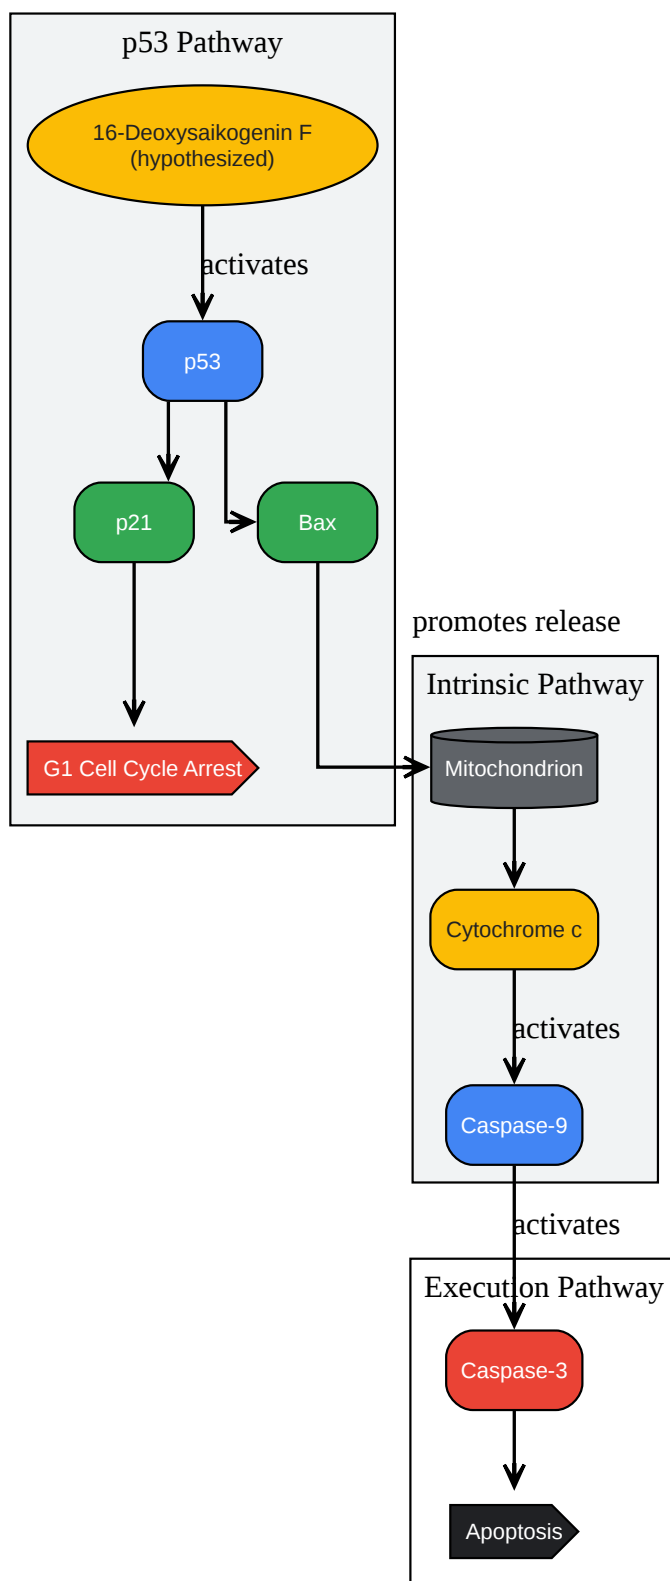 p53 Pathway
16-Deoxysaikogenin F
(hypothesized)
activates
p53
p21
Bax
G1 Cell Cycle Arrest
promotes release
Intrinsic Pathway
Mitochondrion
Cytochrome c
activates
Caspase-9
activates
Execution Pathway
Caspase-3
Apoptosis